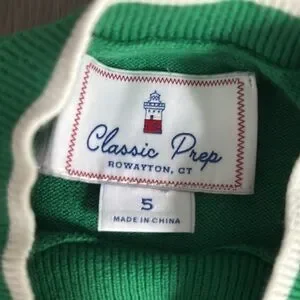 Classic Prep
ROWAYTON, CT
5
MADE IN CHINA